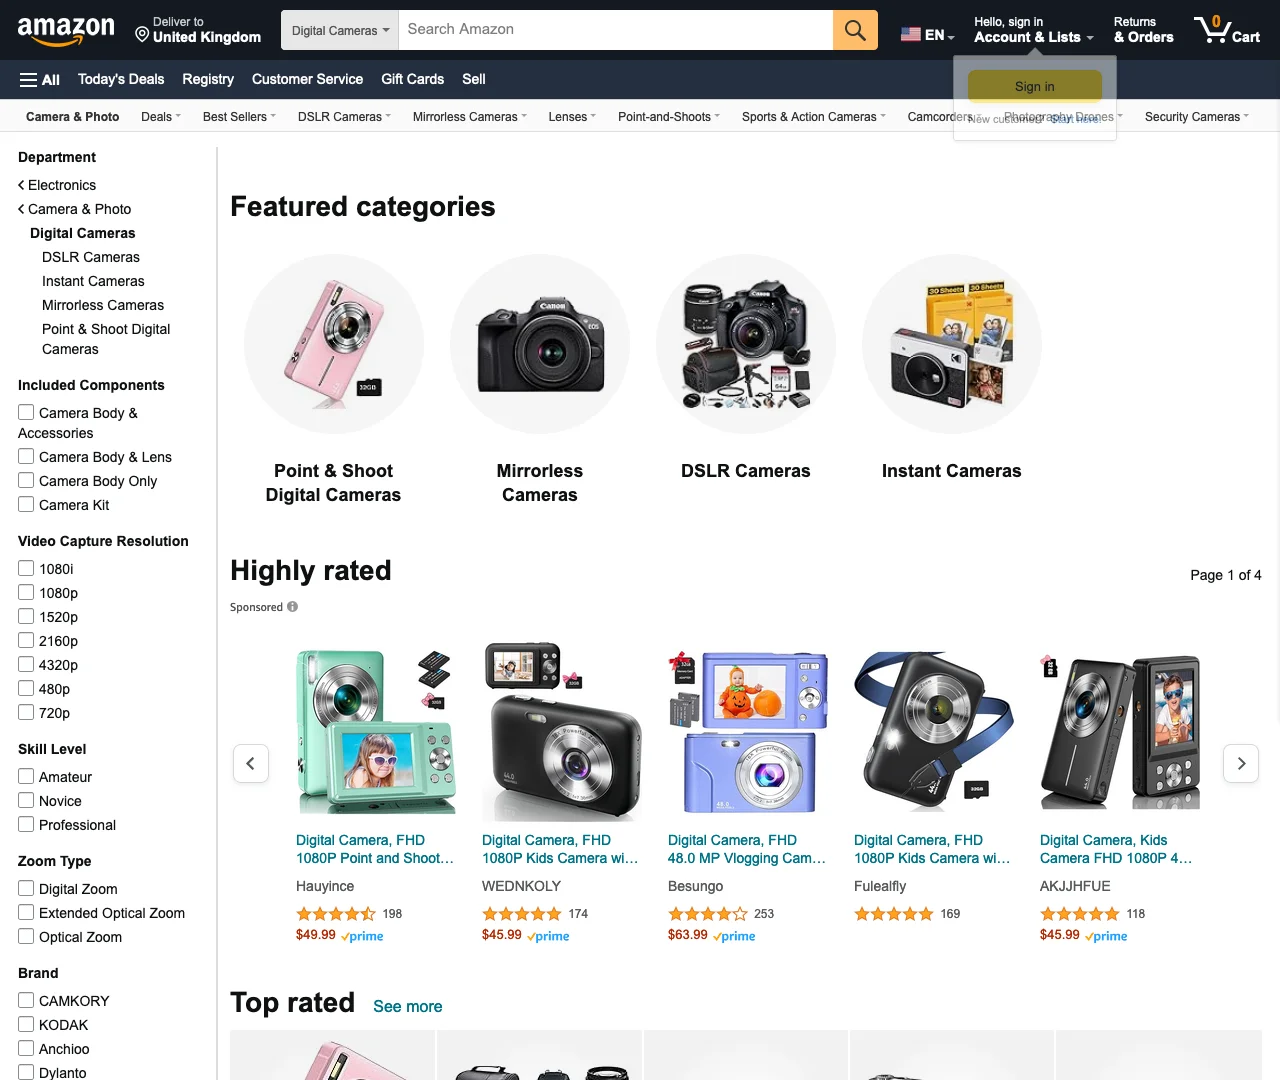 amazon
Deliver to
United Kingdom
Digital Cameras
Search Amazon
EN
Hello, sign in
Account & Lists
Returns
& Orders
0
Cart
All
Today's Deals
Registry
Customer Service
Gift Cards
Sell
Sign in
New customer? Start here.
Camera & Photo
Deals
Best Sellers
DSLR Cameras
Mirrorless Cameras
Lenses
Point-and-Shoots
Sports & Action Cameras
Camcorders
Photography Drones
Security Cameras
Department
Electronics
Camera & Photo
Digital Cameras
DSLR Cameras
Instant Cameras
Mirrorless Cameras
Point & Shoot Digital
Cameras
Included Components
Camera Body &
Accessories
Camera Body & Lens
Camera Body Only
Camera Kit
Video Capture Resolution
1080i
1080p
1520p
2160p
4320p
480p
720p
Skill Level
Amateur
Novice
Professional
Zoom Type
Digital Zoom
Extended Optical Zoom
Optical Zoom
Brand
CAMKORY
KODAK
Anchioo
Dylanto
Featured categories
32GB
Canon
EOS
Canon
64
30 Sheets
30 Sheets
Point & Shoot
Digital Cameras
Mirrorless
Cameras
DSLR Cameras
Instant Cameras
Highly rated
Page 1 of 4
Sponsored
Digital Camera, FHD
1080P Point and Shoot...
Hauyince
198
$49.99 prime
Digital Camera, FHD
1080P Kids Camera wi...
WEDNKOLY
174
$45.99 prime
Digital Camera, FHD
48.0 MP Vlogging Cam...
Besungo
253
$63.99 prime
Digital Camera, FHD
1080P Kids Camera wi...
Fulealfly
169
Digital Camera, Kids
Camera FHD 1080P 4...
AKJJHFUE
118
$45.99 prime
Top rated
See more